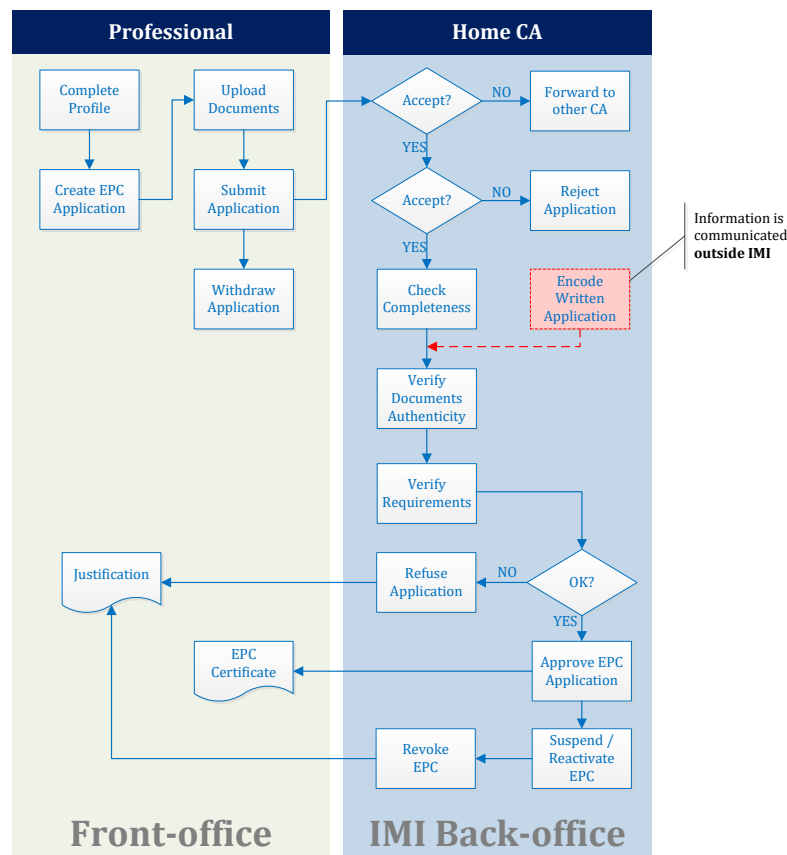 Professional
Home CA
Complete
Profile
Upload
Documents
Accept?
NO
Forward to
other CA
YES
Create EPC
Application
Submit
Application
Accept?
NO
Reject
Application
YES
Information is
communicated
outside IMI
Withdraw
Application
Check
Completeness
Encode
Written
Application
Verify
Documents
Authenticity
Verify
Requirements
Justification
Refuse
Application
NO
OK?
YES
EPC
Certificate
Approve EPC
Application
Revoke
EPC
Suspend /
Reactivate
EPC
Front-office
IMI Back-office